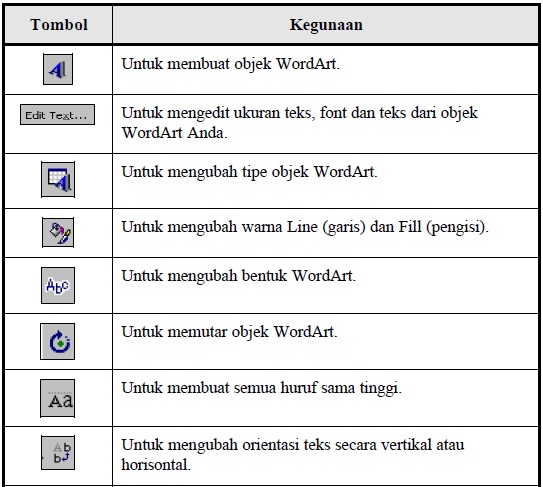 Tombol Kegunaan
A Untuk membuat objek WordArt.
Edit Text... Untuk mengedit ukuran teks, font dan teks dari objek
WordArt Anda.
A Untuk mengubah tipe objek WordArt.
Untuk mengubah warna Line (garis) dan Fill (pengisi).
Abc Untuk mengubah bentuk WordArt.
Untuk memutar objek WordArt.
Aa Untuk membuat semua huruf sama tinggi.
Ab
b Untuk mengubah orientasi teks secara vertikal atau
horisontal.